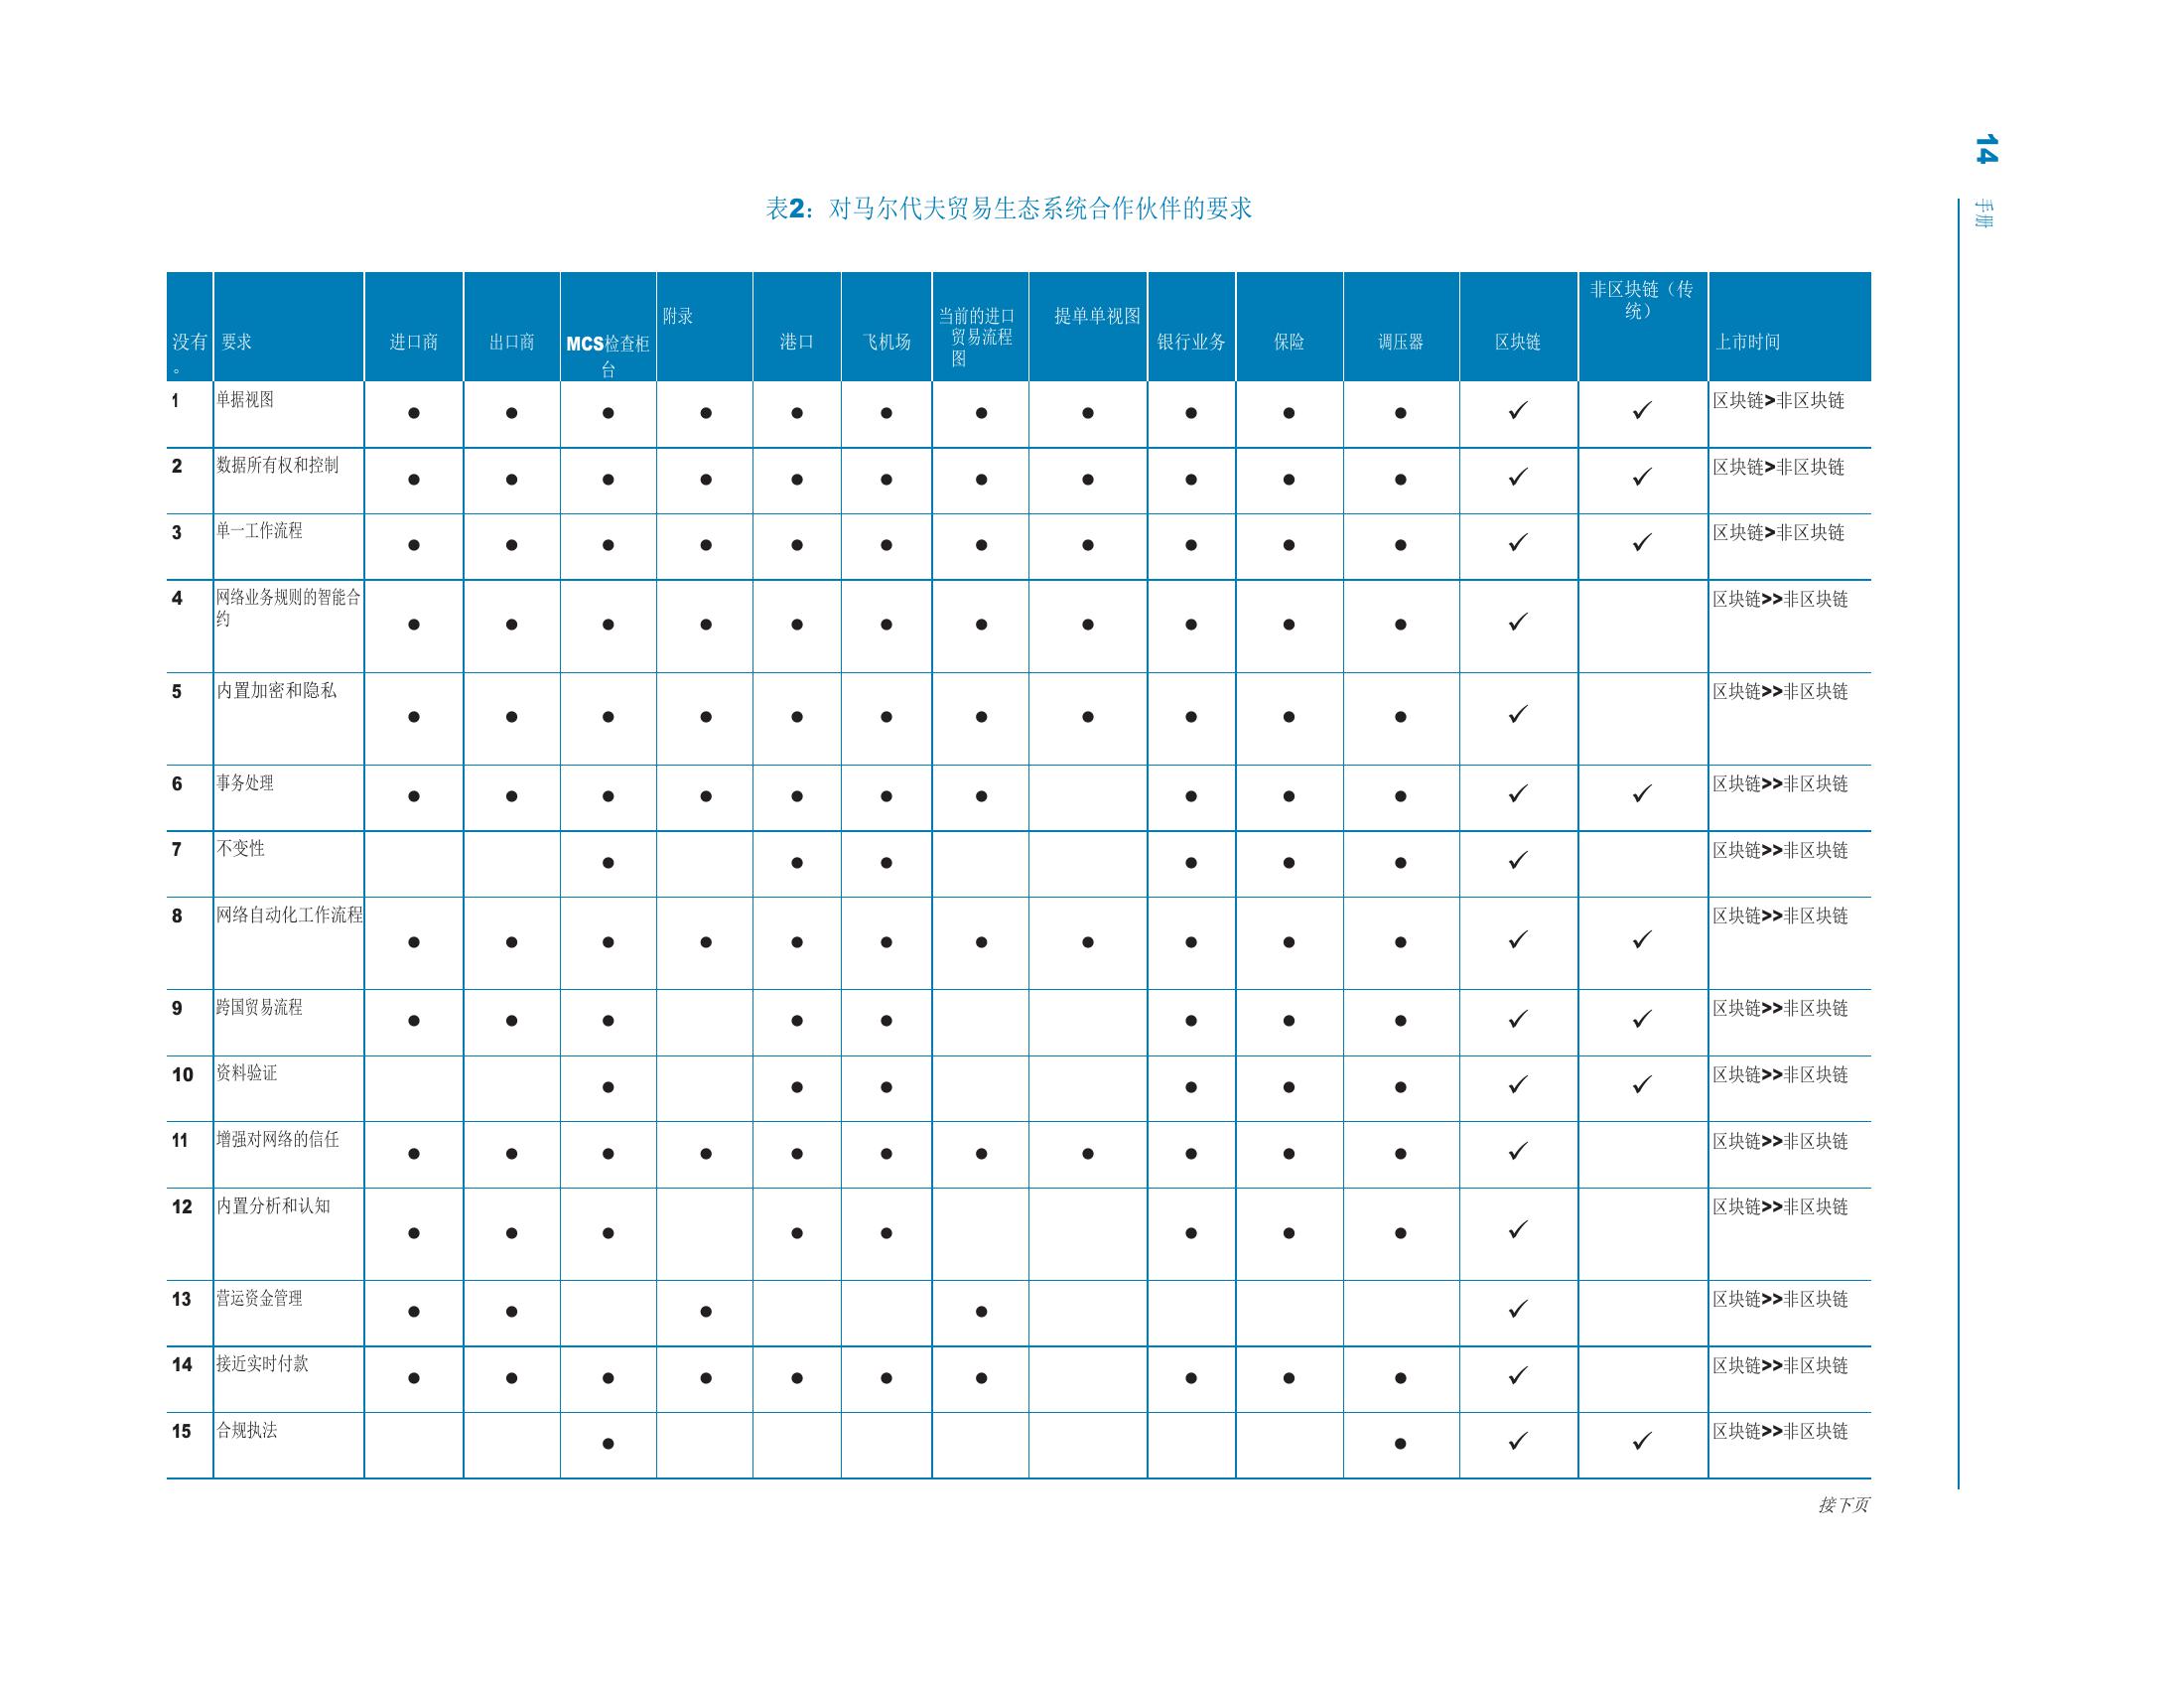 14
手册
表2：对马尔代夫贸易生态系统合作伙伴的要求
没有。 要求 进口商 出口商 MCS检查柜台 附录 港口 飞机场 当前的进口贸易流程图 提单单视图 银行业务 保险 调压器 区块链 非区块链（传统） 上市时间
1 单据视图 ● ● ● ● ● ● ● ● ● ● ● ✓ ✓ 区块链>非区块链
2 数据所有权和控制 ● ● ● ● ● ● ● ● ● ● ● ✓ ✓ 区块链>非区块链
3 单一工作流程 ● ● ● ● ● ● ● ● ● ● ● ✓ ✓ 区块链>非区块链
4 网络业务规则的智能合约 ● ● ● ● ● ● ● ● ● ● ● ✓ 区块链>>非区块链
5 内置加密和隐私 ● ● ● ● ● ● ● ● ● ● ● ✓ 区块链>>非区块链
6 事务处理 ● ● ● ● ● ● ● ● ● ● ✓ ✓ 区块链>>非区块链
7 不变性 ● ● ● ● ● ● ✓ 区块链>>非区块链
8 网络自动化工作流程 ● ● ● ● ● ● ● ● ● ● ● ✓ ✓ 区块链>>非区块链
9 跨国贸易流程 ● ● ● ● ● ● ● ● ✓ ✓ 区块链>>非区块链
10 资料验证 ● ● ● ● ● ● ✓ ✓ 区块链>>非区块链
11 增强对网络的信任 ● ● ● ● ● ● ● ● ● ● ● ✓ 区块链>>非区块链
12 内置分析和认知 ● ● ● ● ● ● ● ● ✓ 区块链>>非区块链
13 营运资金管理 ● ● ● ● ✓ 区块链>>非区块链
14 接近实时付款 ● ● ● ● ● ● ● ● ● ● ✓ 区块链>>非区块链
15 合规执法 ● ● ✓ ✓ 区块链>>非区块链
接下页